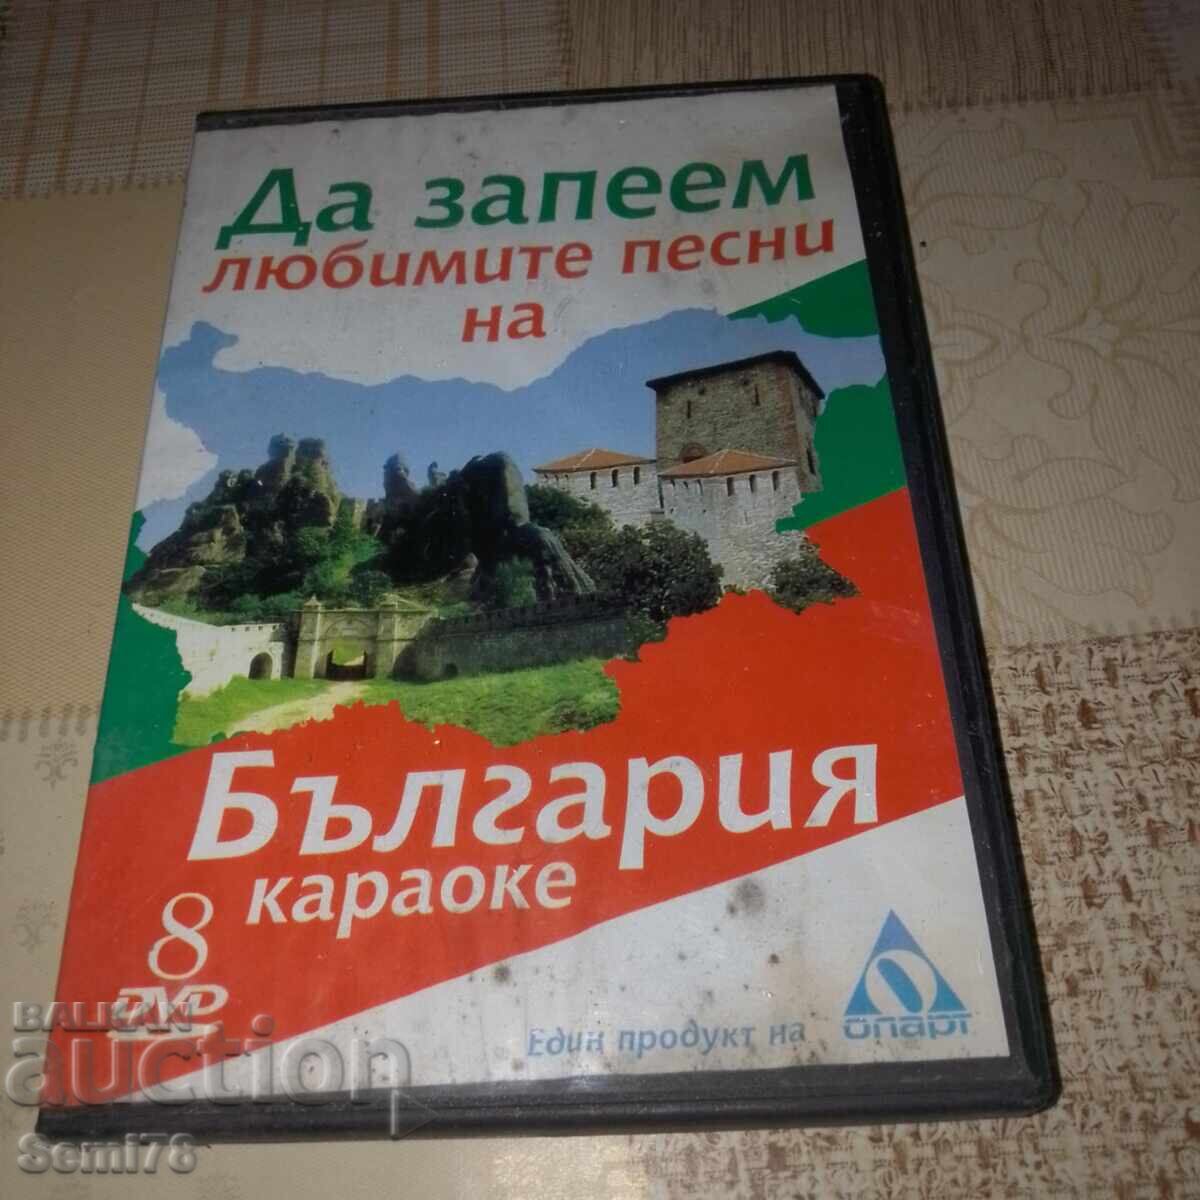 Да запеем
любимите песни
на
България
караоке
8
Един продукт на
опарт
BALKAN
auction
Semi78